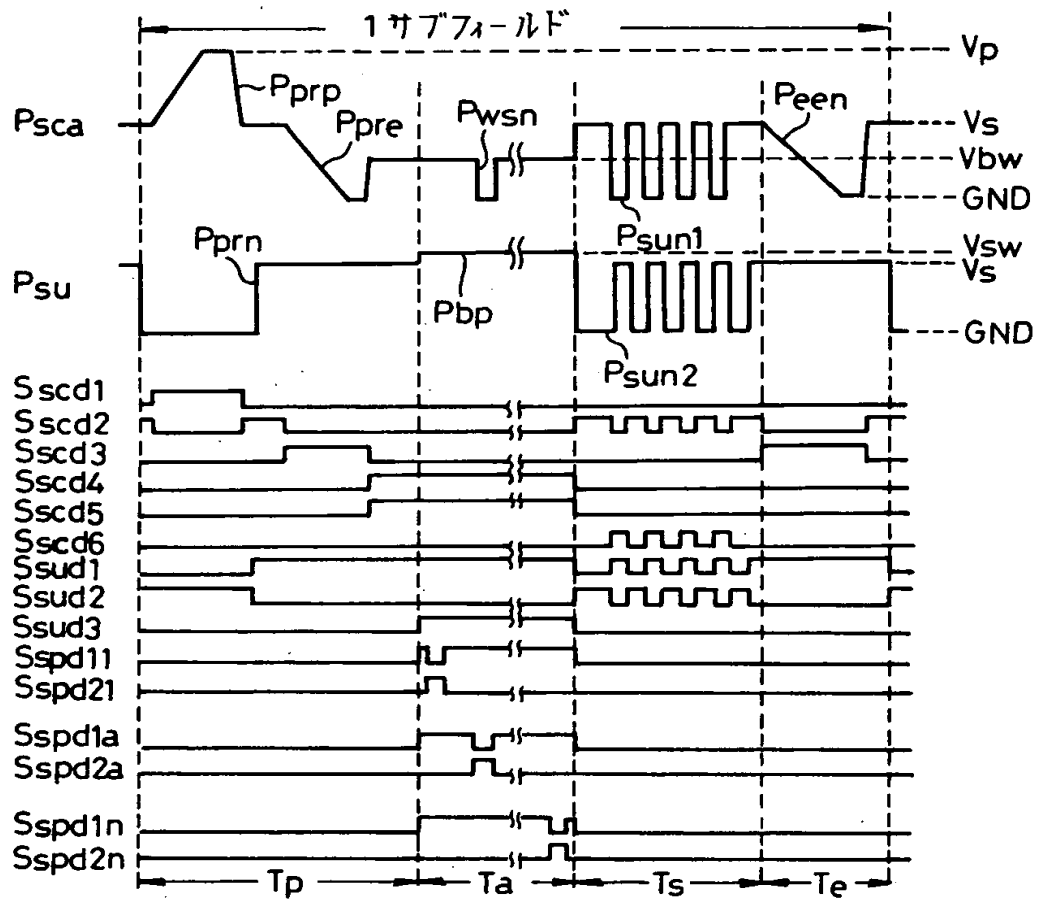 1サブフィールド
Vp
Pprp
Psca
Ppre
Pwsn
Peen
Vs
Vbw
GND
Psun1
Pprn
Vsw
Vs
Psu
Pbp
GND
Psun2
Sscd1
Sscd2
Sscd3
Sscd4
Sscd5
Sscd6
Ssud1
Ssud2
Ssud3
Sspd11
Sspd21
Sspd1a
Sspd2a
Sspd1n
Sspd2n
Tp Ta Ts Te